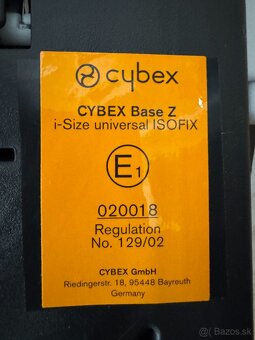 cybex
CYBEX Base Z
i-Size universal ISOFIX
E1
020018
Regulation
No. 129/02
CYBEX GmbH
Riedingerstr. 18, 95448 Bayreuth
Germany
Bazos.sk